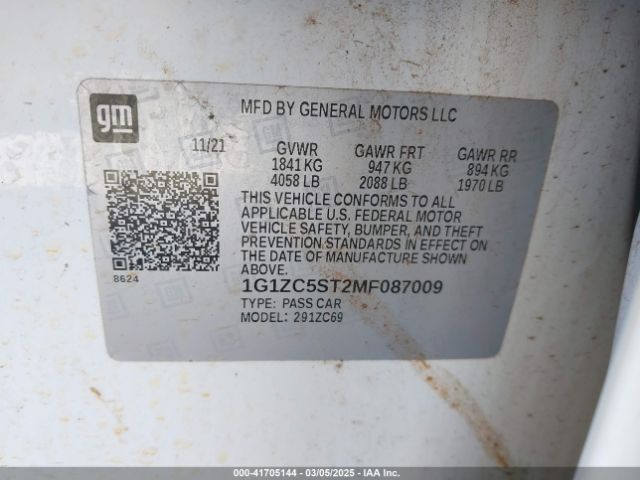 gm
MFD BY GENERAL MOTORS LLC
11/21 GVWR GAWR FRT GAWR RR
1841 KG 947 KG 894 KG
4058 LB 2088 LB 1970 LB
THIS VEHICLE CONFORMS TO ALL
APPLICABLE U.S. FEDERAL MOTOR
VEHICLE SAFETY, BUMPER, AND THEFT
PREVENTION STANDARDS IN EFFECT ON
THE DATE OF MANUFACTURE SHOWN
ABOVE.
8624
1G1ZC5ST2MF087009
TYPE: PASS CAR
MODEL: 291ZC69
000-41705144 - 03/05/2025 - IAA Inc.